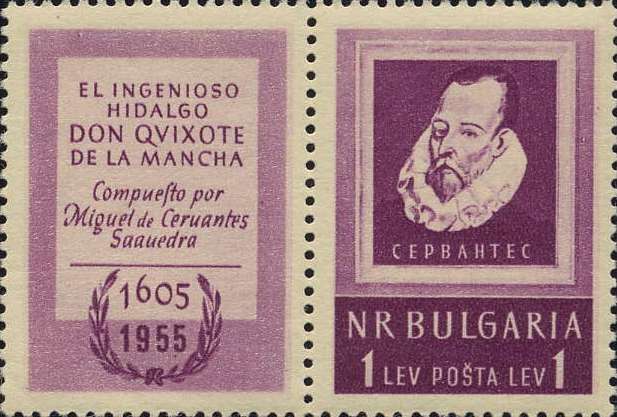 EL INGENIOSO
HIDALGO
DON QVIXOTE
DE LA MANCHA
Compueſto por
Miguel de Ceruantes
Saauedra
1605
1955
СЕРВАНТЕС
NR BULGARIA
1 LEV POŠTA LEV 1